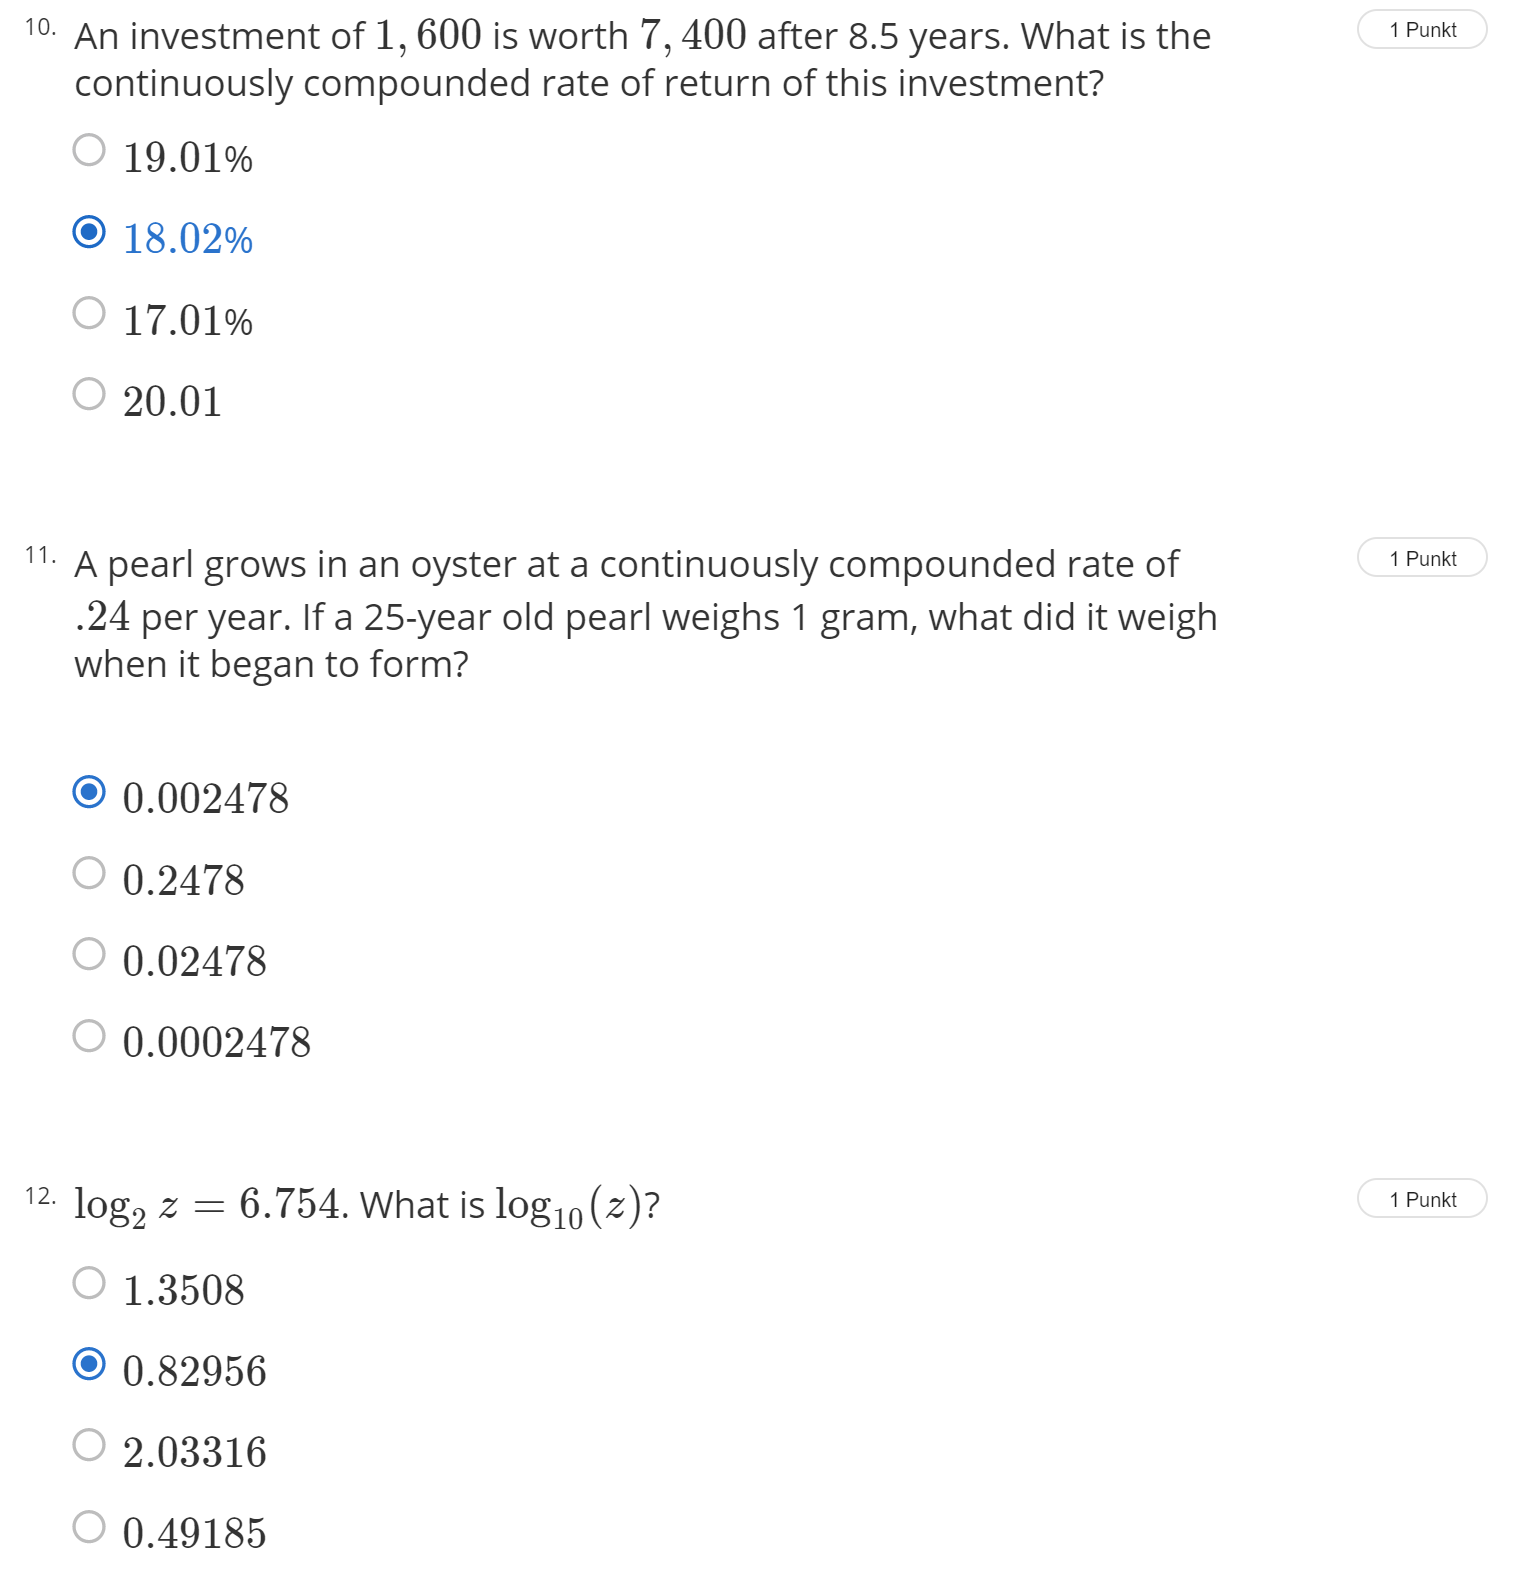 10. An investment of 1,600 is worth 7,400 after 8.5 years. What is the 1 Punkt
continuously compounded rate of return of this investment?
19.01%
18.02%
17.01%
20.01
11. A pearl grows in an oyster at a continuously compounded rate of 1 Punkt
.24 per year. If a 25-year old pearl weighs 1 gram, what did it weigh
when it began to form?
0.002478
0.2478
0.02478
0.0002478
12. log₂ z = 6.754. What is log₁₀(z)? 1 Punkt
1.3508
0.82956
2.03316
0.49185